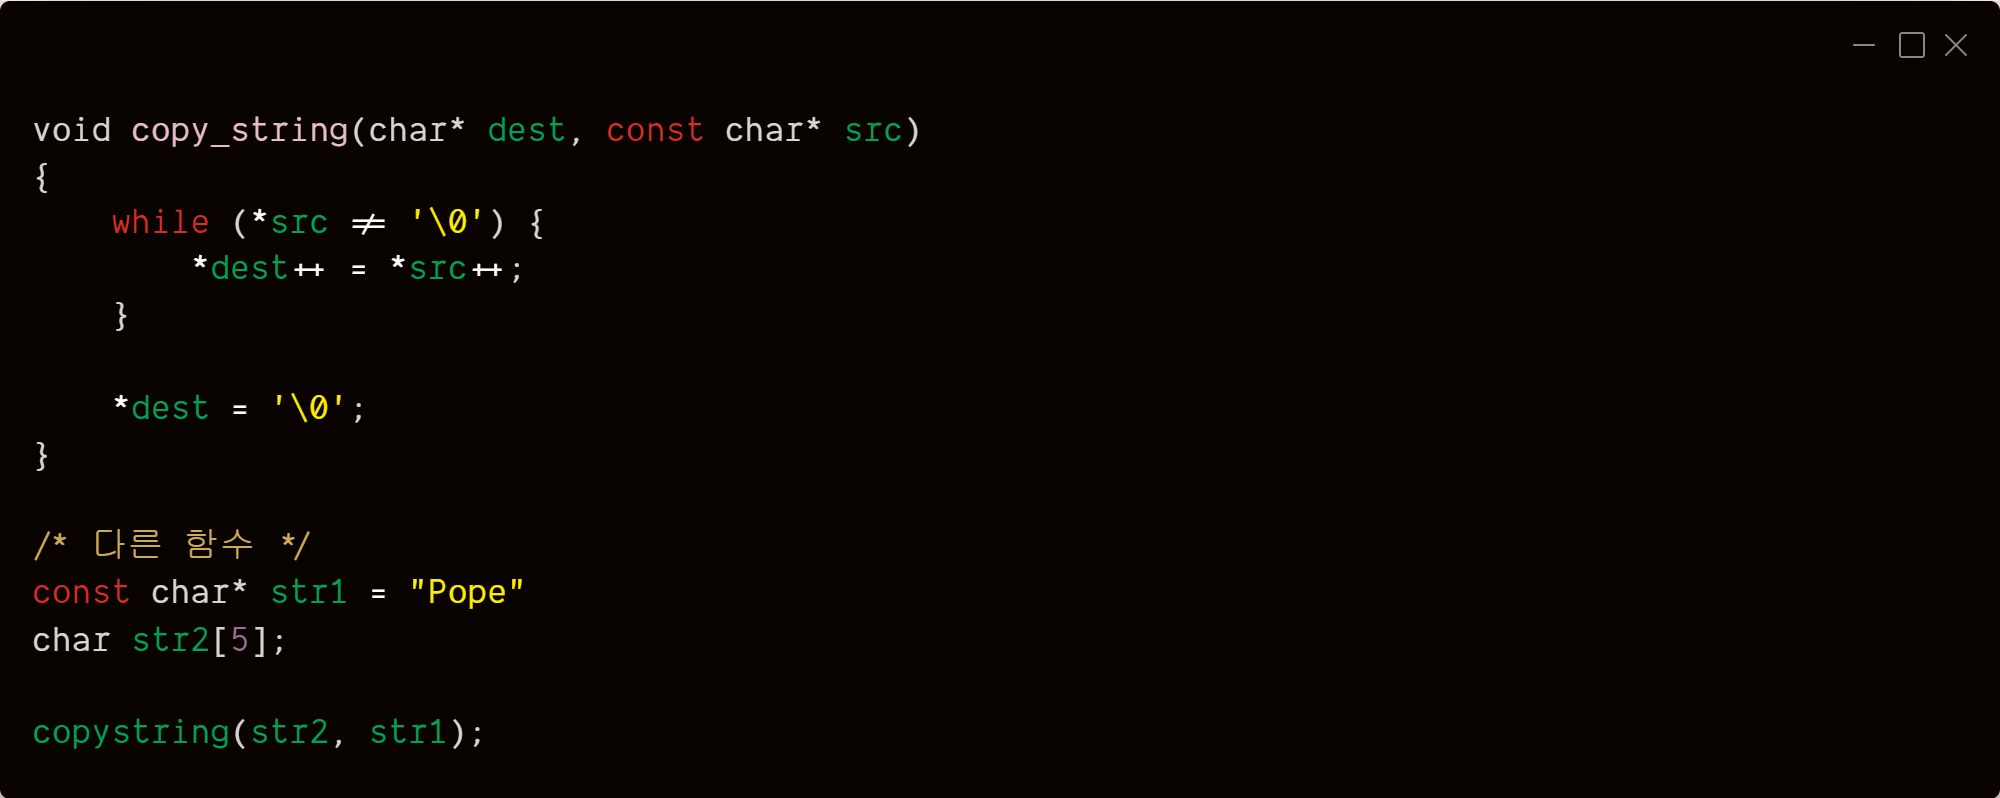 void copy_string(char* dest, const char* src)
{
    while (*src != '\0') {
        *dest++ = *src++;
    }

    *dest = '\0';
}

/* 다른 함수 */
const char* str1 = "Pope"
char str2[5];

copystring(str2, str1);